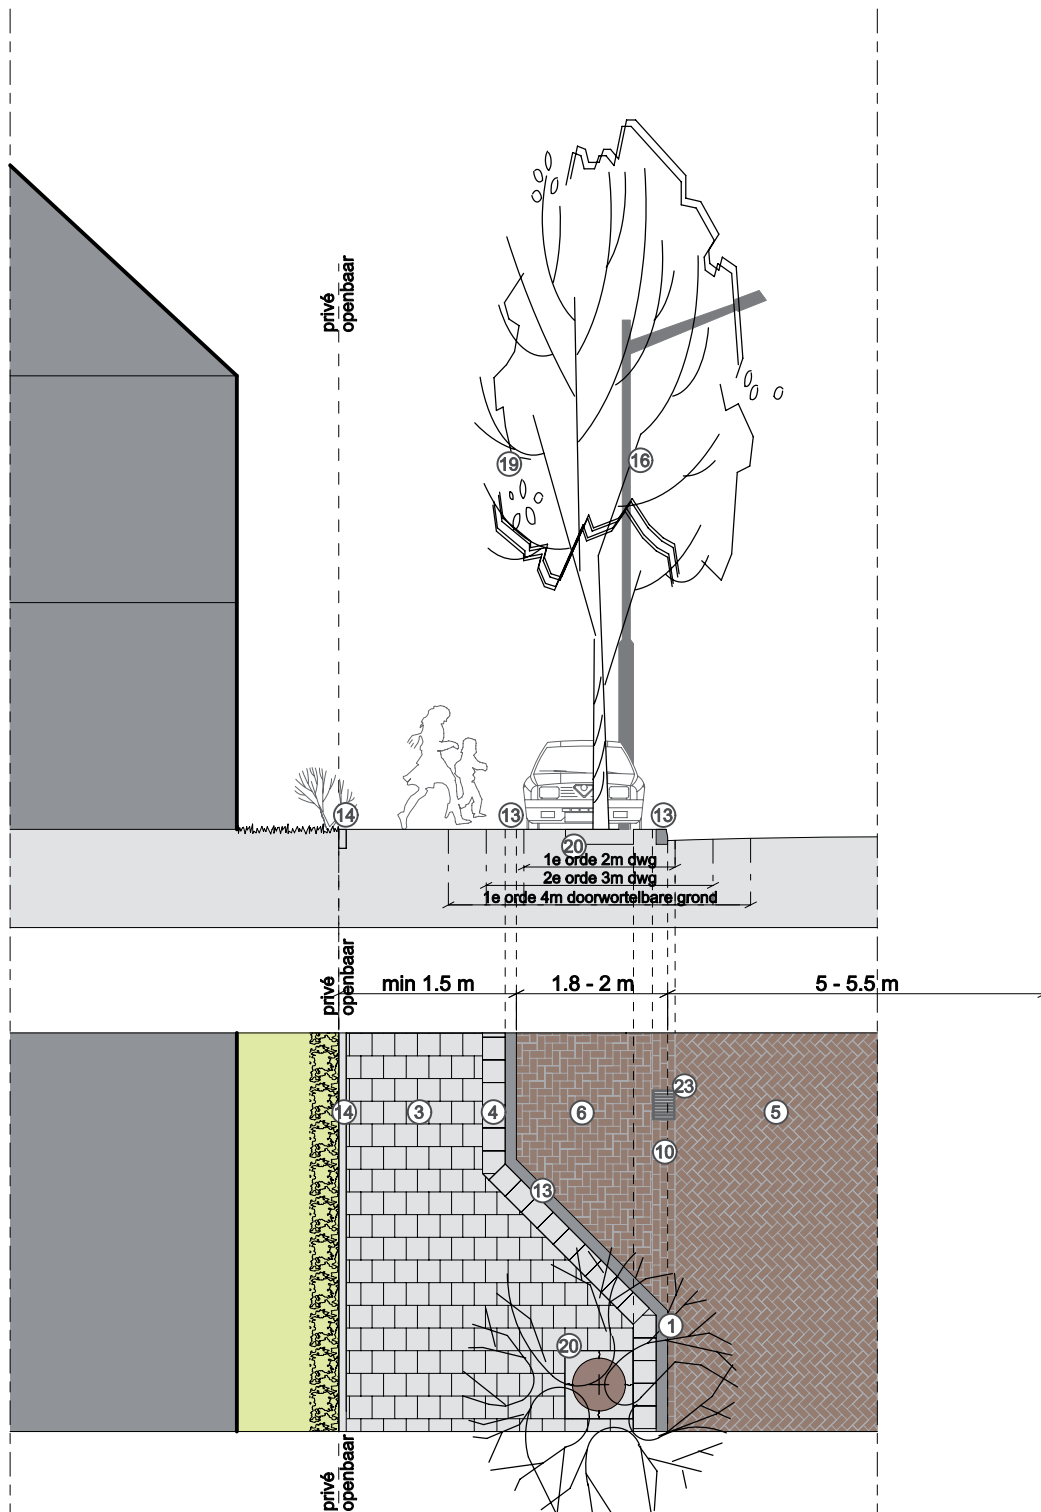 privé
openbaar
19
16
14
13
13
20
1e orde 2m dwg
2e orde 3m dwg
1e orde 4m doorwortelbare grond
privé
openbaar
min 1.5 m
1.8 - 2 m
5 - 5.5 m
23
14
3
4
6
5
10
13
1
20
privé
openbaar